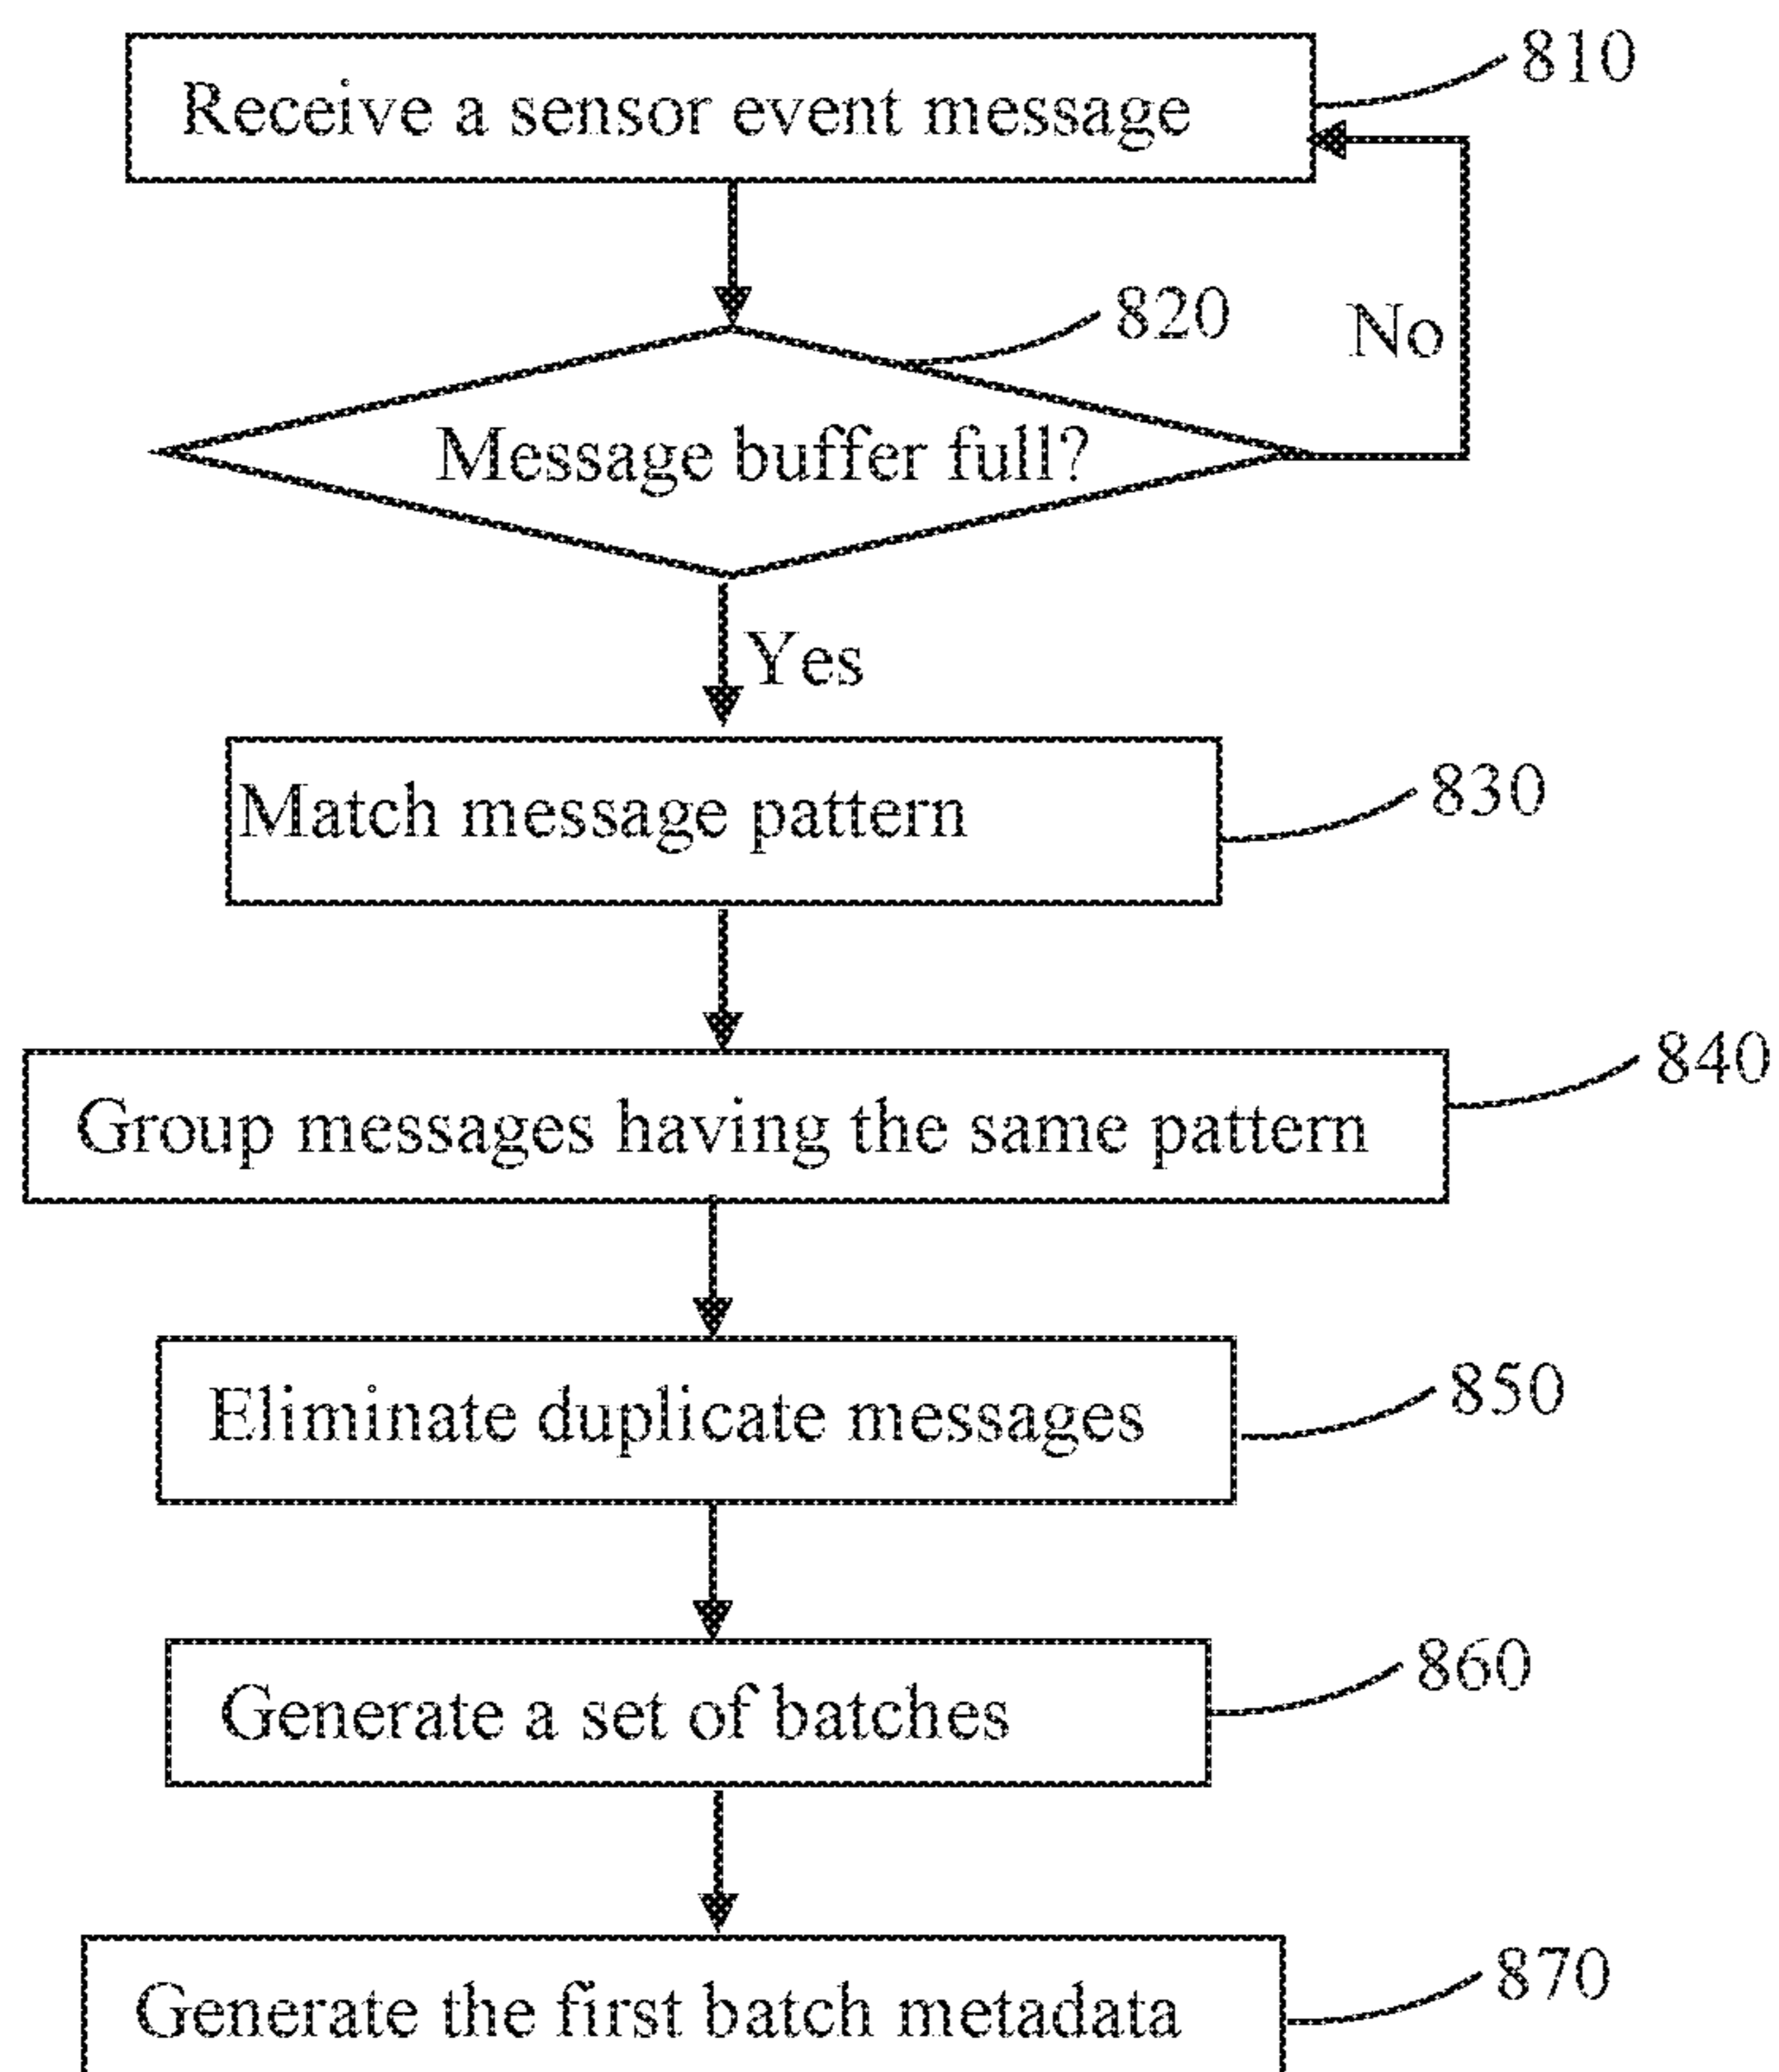 810
Receive a sensor event message
820
No
Message buffer full?
Yes
830
Match message pattern
840
Group messages having the same pattern
850
Eliminate duplicate messages
860
Generate a set of batches
870
Generate the first batch metadata